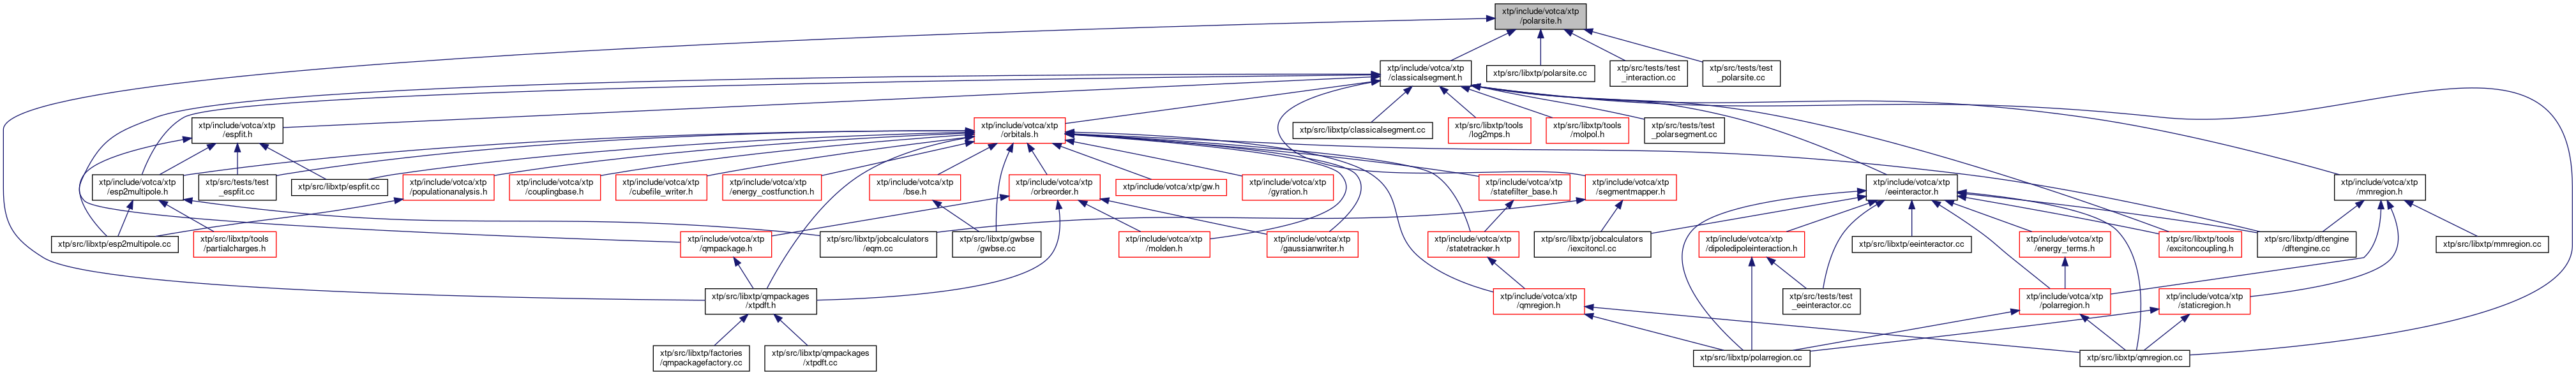 xtp/include/votca/xtp
/polarsite.h
xtp/include/votca/xtp
/classicalsegment.h
xtp/src/libxtp/polarsite.cc
xtp/src/tests/test
_interaction.cc
xtp/src/tests/test
_polarsite.cc
xtp/include/votca/xtp
/espfit.h
xtp/include/votca/xtp
/orbitals.h
xtp/src/libxtp/classicalsegment.cc
xtp/src/libxtp/tools
/log2mps.h
xtp/src/libxtp/tools
/molpol.h
xtp/src/tests/test
_polarsegment.cc
xtp/include/votca/xtp
/esp2multipole.h
xtp/src/tests/test
_espfit.cc
xtp/src/libxtp/espfit.cc
xtp/include/votca/xtp
/populationanalysis.h
xtp/include/votca/xtp
/couplingbase.h
xtp/include/votca/xtp
/cubefile_writer.h
xtp/include/votca/xtp
/energy_costfunction.h
xtp/include/votca/xtp
/bse.h
xtp/include/votca/xtp
/orbreorder.h
xtp/include/votca/xtp/gw.h
xtp/include/votca/xtp
/gyration.h
xtp/include/votca/xtp
/statefilter_base.h
xtp/include/votca/xtp
/segmentmapper.h
xtp/include/votca/xtp
/eeinteractor.h
xtp/include/votca/xtp
/mmregion.h
xtp/src/libxtp/esp2multipole.cc
xtp/src/libxtp/tools
/partialcharges.h
xtp/include/votca/xtp
/qmpackage.h
xtp/src/libxtp/jobcalculators
/eqm.cc
xtp/src/libxtp/gwbse
/gwbse.cc
xtp/include/votca/xtp
/molden.h
xtp/include/votca/xtp
/gaussianwriter.h
xtp/include/votca/xtp
/statetracker.h
xtp/src/libxtp/jobcalculators
/iexcitoncl.cc
xtp/include/votca/xtp
/dipoledipoleinteraction.h
xtp/src/libxtp/eeinteractor.cc
xtp/include/votca/xtp
/energy_terms.h
xtp/src/libxtp/tools
/excitoncoupling.h
xtp/src/libxtp/dftengine
/dftengine.cc
xtp/src/libxtp/mmregion.cc
xtp/src/libxtp/qmpackages
/xtpdft.h
xtp/include/votca/xtp
/qmregion.h
xtp/src/tests/test
_eeinteractor.cc
xtp/include/votca/xtp
/polarregion.h
xtp/include/votca/xtp
/staticregion.h
xtp/src/libxtp/factories
/qmpackagefactory.cc
xtp/src/libxtp/qmpackages
/xtpdft.cc
xtp/src/libxtp/polarregion.cc
xtp/src/libxtp/qmregion.cc